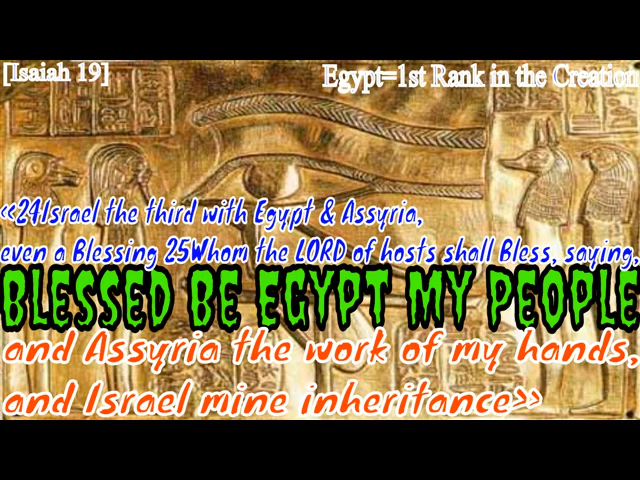 [Isaiah 19]
Egypt=1st Rank in the Creation
«24Israel the third with Egypt & Assyria,
even a Blessing 25Whom the LORD of hosts shall Bless, saying,
BLESSED BE EGYPT MY PEOPLE
and Assyria the work of my hands,
and Israel mine inheritance»